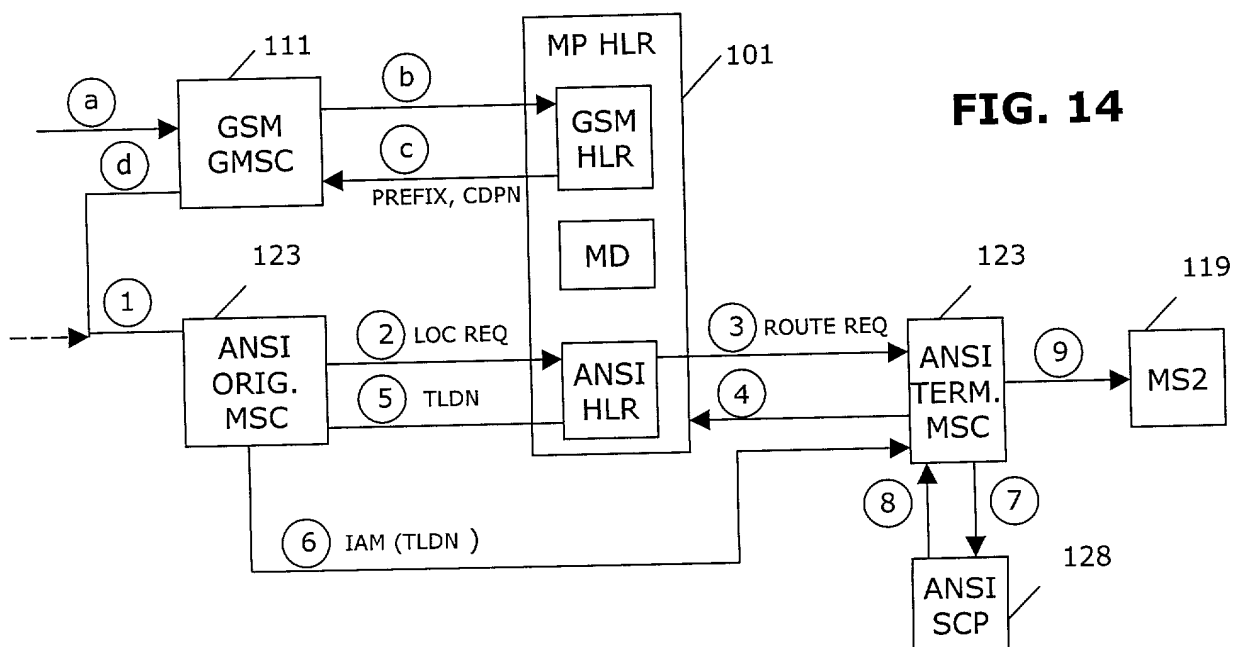 FIG. 14
111
a
GSM
GMSC
b
c
PREFIX, CDPN
d
MP HLR
101
GSM
HLR
MD
123
1
ANSI
ORIG.
MSC
2 LOC REQ
5 TLDN
ANSI
HLR
3 ROUTE REQ
4
123
ANSI
TERM.
MSC
9
119
MS2
6 IAM (TLDN )
8
7
ANSI
SCP
128